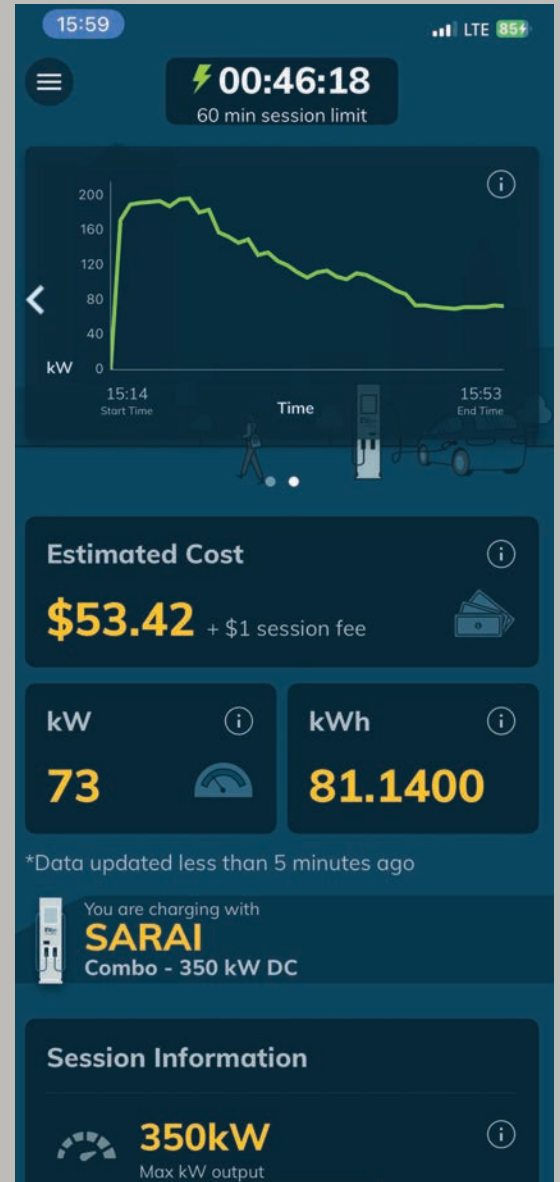 15:59
LTE 85
00:46:18
60 min session limit
200
160
120
80
40
kW 0
15:14 Time 15:53
Start Time End Time
Estimated Cost
$53.42 + $1 session fee
kW kWh
73 81.1400
*Data updated less than 5 minutes ago
You are charging with
SARAI
Combo - 350 kW DC
Session Information
350kW
Max kW output